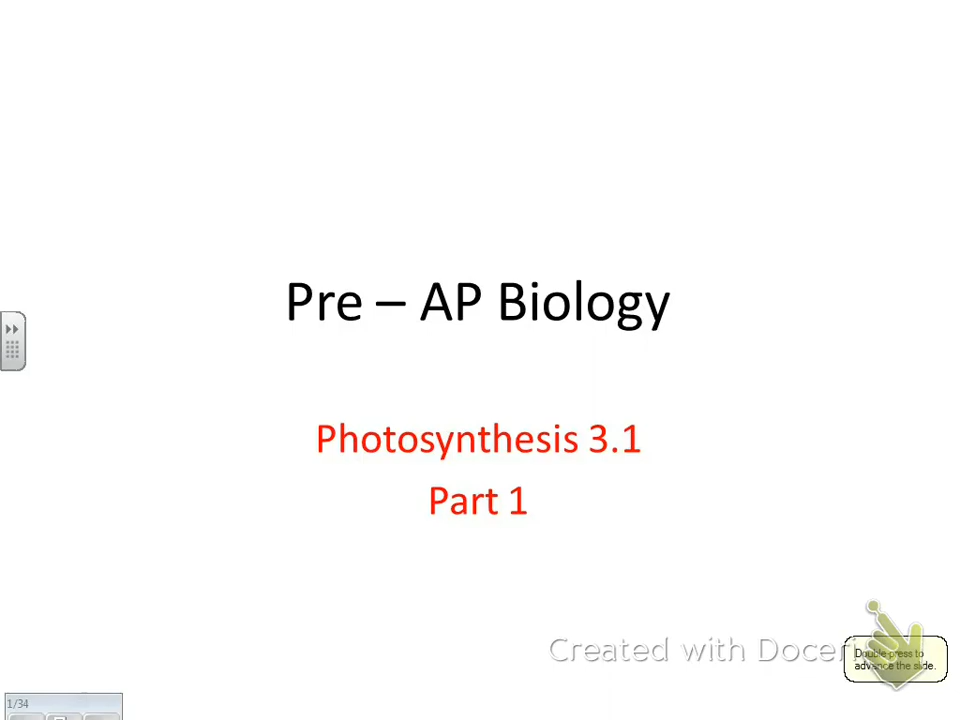 Pre – AP Biology
Photosynthesis 3.1
Part 1
Created with Doceri
Double press to
advance the slide.
1/34